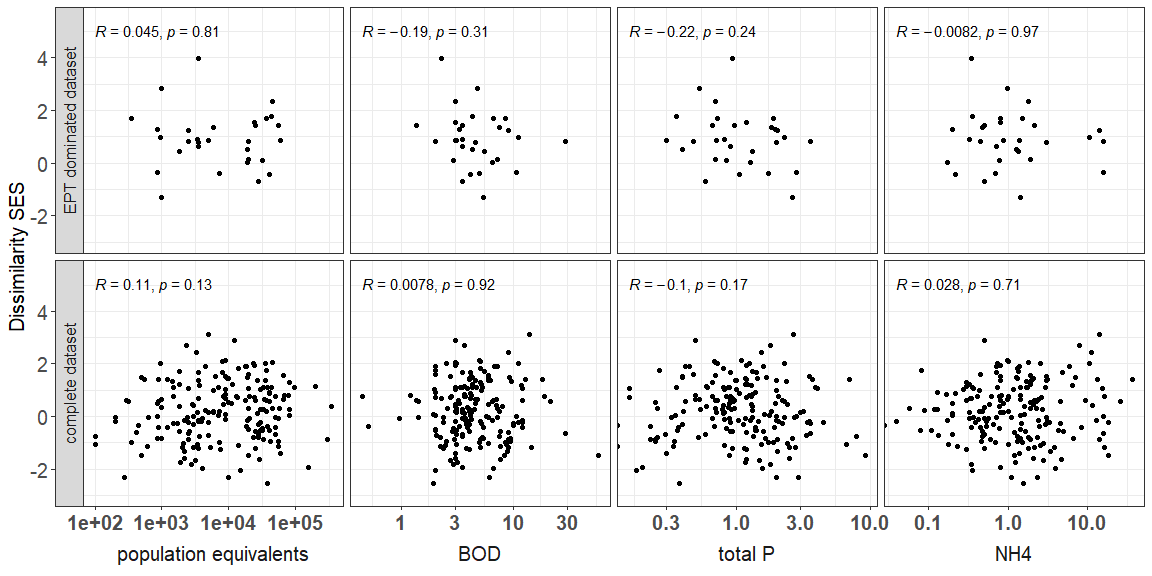 Dissimilarity SES
EPT dominated dataset
R = 0.045, p = 0.81
R = −0.19, p = 0.31
R = −0.22, p = 0.24
R = −0.0082, p = 0.97
4
2
0
-2
complete dataset
R = 0.11, p = 0.13
R = 0.0078, p = 0.92
R = −0.1, p = 0.17
R = 0.028, p = 0.71
4
2
0
-2
1e+02 1e+03 1e+04 1e+05
1 3 10 30
0.3 1.0 3.0 10.0
0.1 1.0 10.0
population equivalents
BOD
total P
NH4